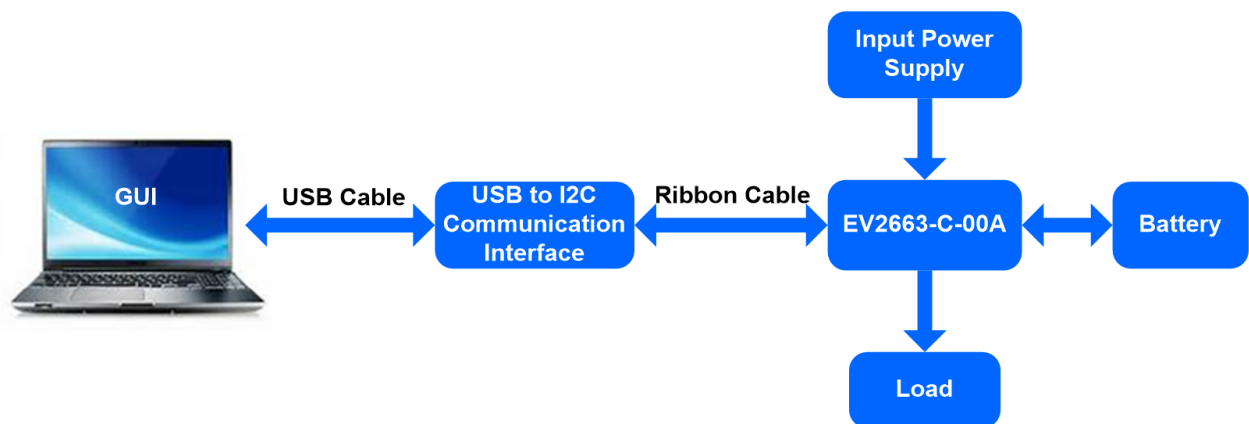 Input Power
Supply
GUI
USB Cable
USB to I2C
Communication
Interface
Ribbon Cable
EV2663-C-00A
Battery
Load